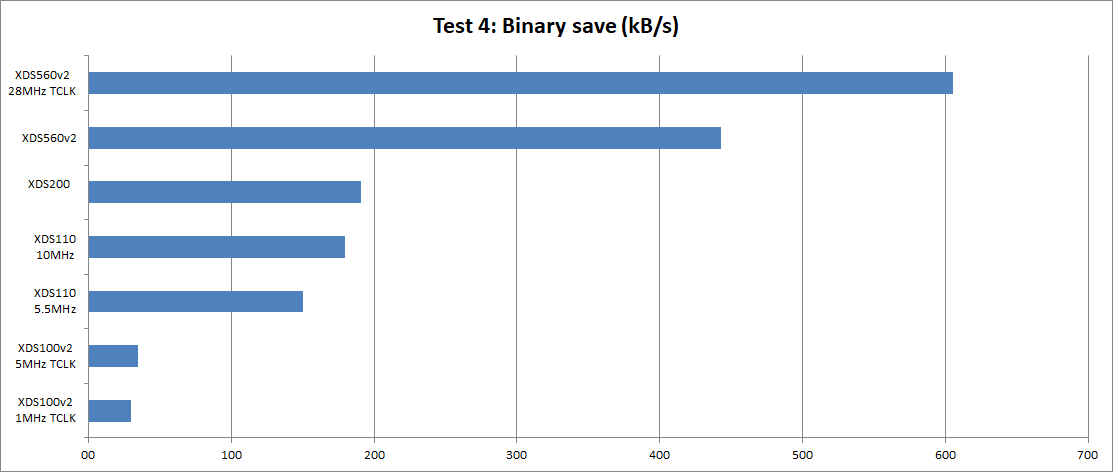 Test 4: Binary save (kB/s)
XDS560v2
28MHz TCLK
XDS560v2
XDS200
XDS110
10MHz
XDS110
5.5MHz
XDS100v2
5MHz TCLK
XDS100v2
1MHz TCLK
00 100 200 300 400 500 600 700